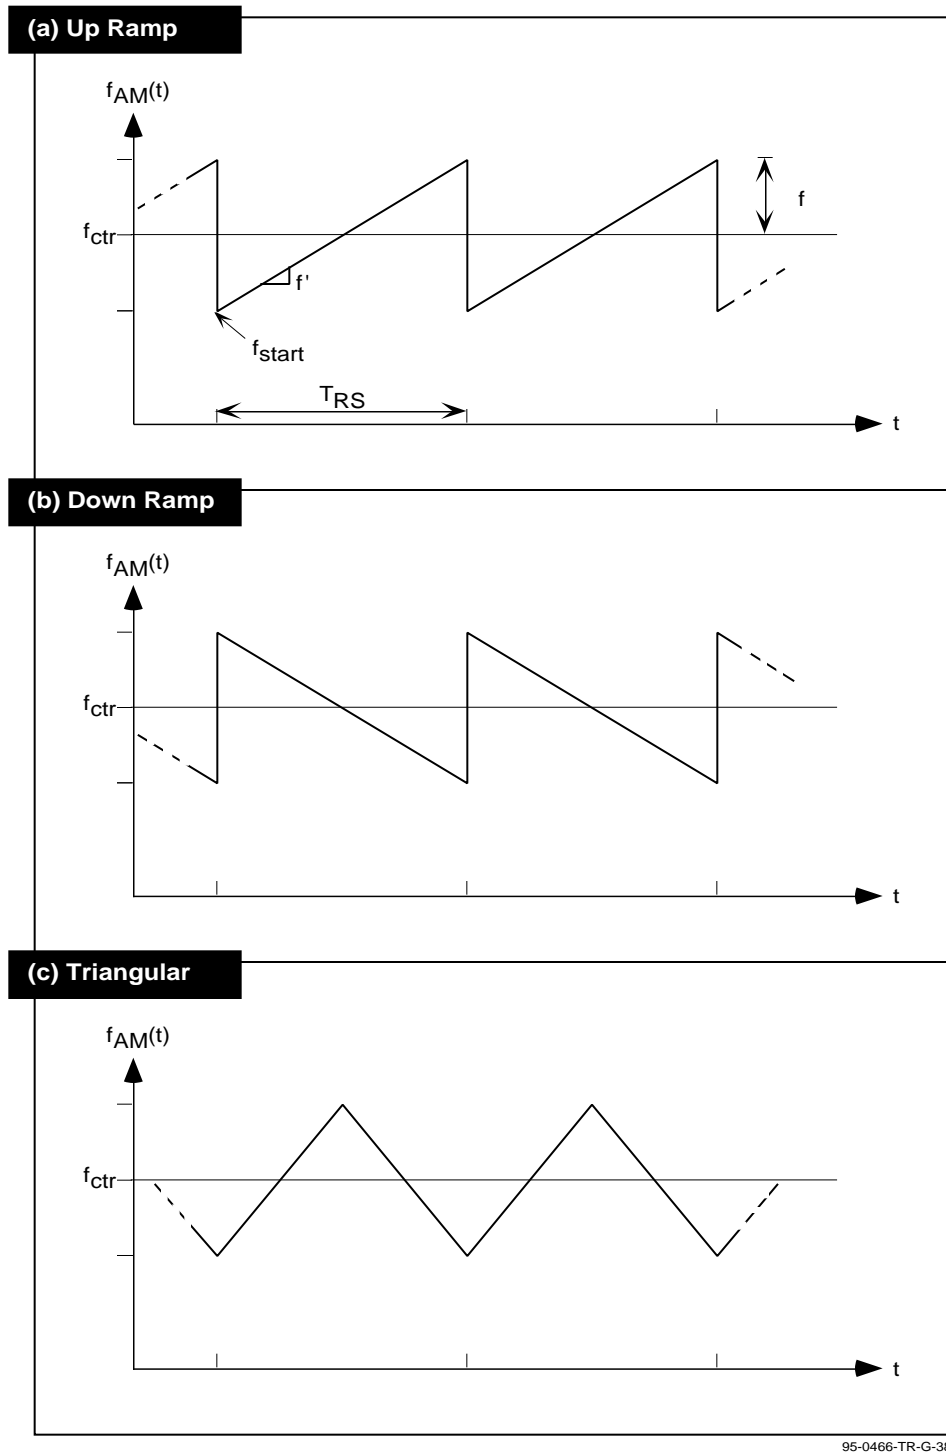 (a) Up Ramp
fAM(t)
f
fctr
f'
fstart
TRS
t
(b) Down Ramp
fAM(t)
fctr
t
(c) Triangular
fAM(t)
fctr
t